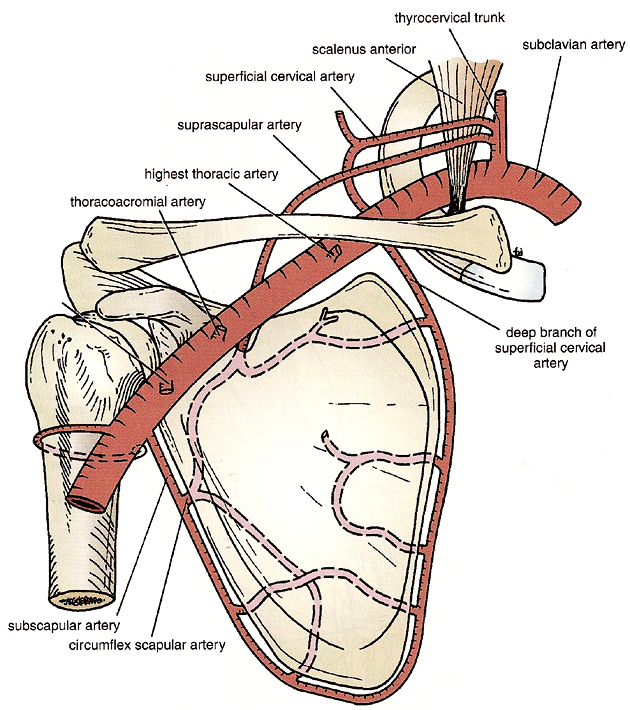 thyrocervical trunk
scalenus anterior
subclavian artery
superficial cervical artery
suprascapular artery
highest thoracic artery
thoracoacromial artery
deep branch of
superficial cervical
artery
subscapular artery
circumflex scapular artery